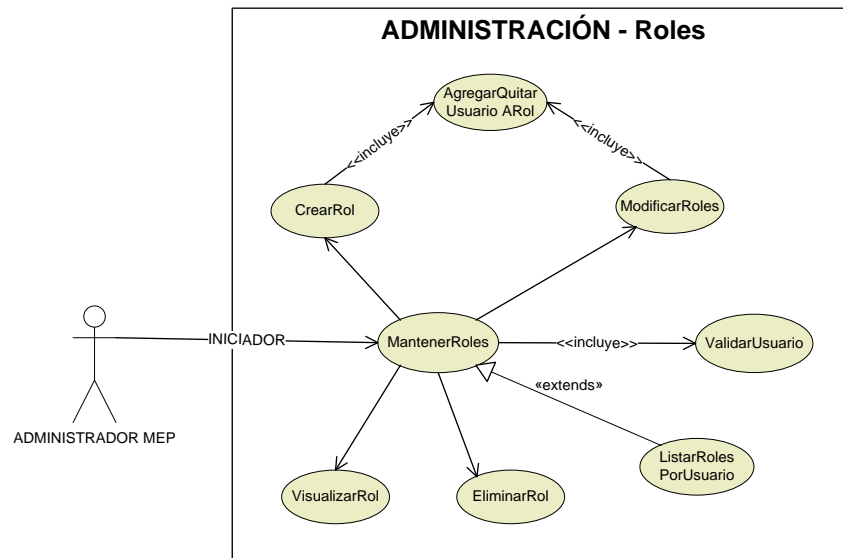 ADMINISTRACIÓN - Roles
AgregarQuitar
Usuario ARol
<<incluye>>
<<incluye>>
CrearRol
ModificarRoles
INICIADOR
MantenerRoles
<<incluye>>
ValidarUsuario
«extends»
ADMINISTRADOR MEP
ListarRoles
PorUsuario
VisualizarRol
EliminarRol